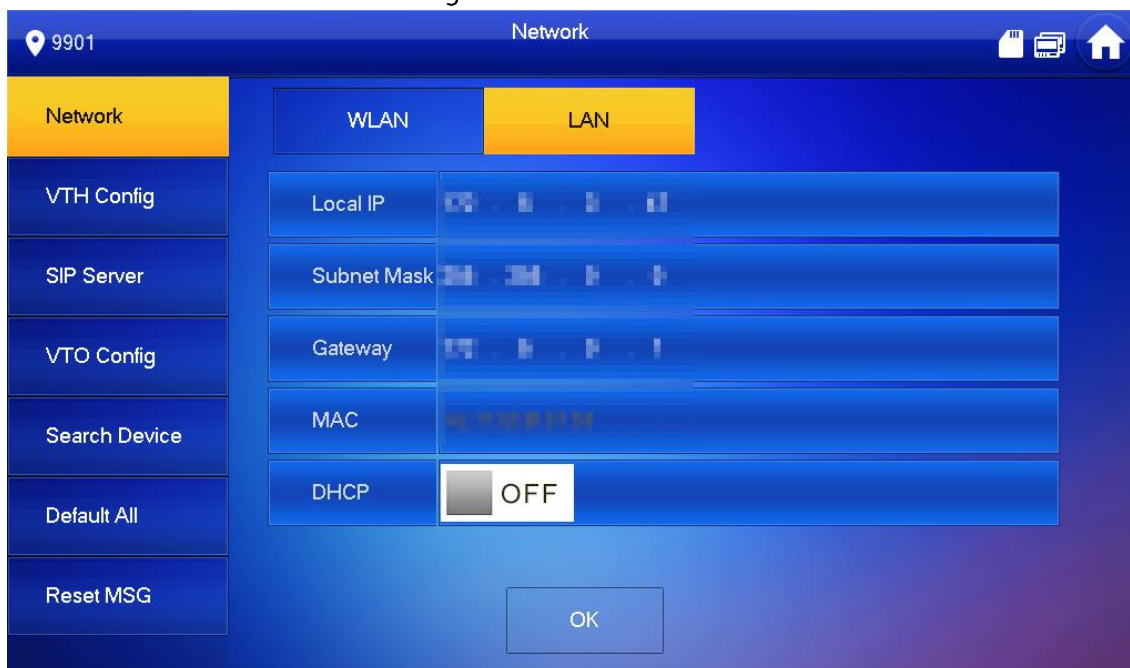 9901
Network
Network
WLAN
LAN
VTH Config
Local IP
SIP Server
Subnet Mask
VTO Config
Gateway
Search Device
MAC
Default All
DHCP
OFF
Reset MSG
OK